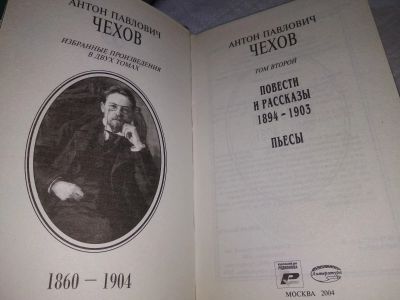 АНТОН ПАВЛОВИЧ
ЧЕХОВ
ИЗБРАННЫЕ ПРОИЗВЕДЕНИЯ
В ДВУХ ТОМАХ
1860 – 1904
АНТОН ПАВЛОВИЧ
ЧЕХОВ
ТОМ ВТОРОЙ
ПОВЕСТИ
И РАССКАЗЫ
1894 – 1903
ПЬЕСЫ
Литература
МОСКВА 2004